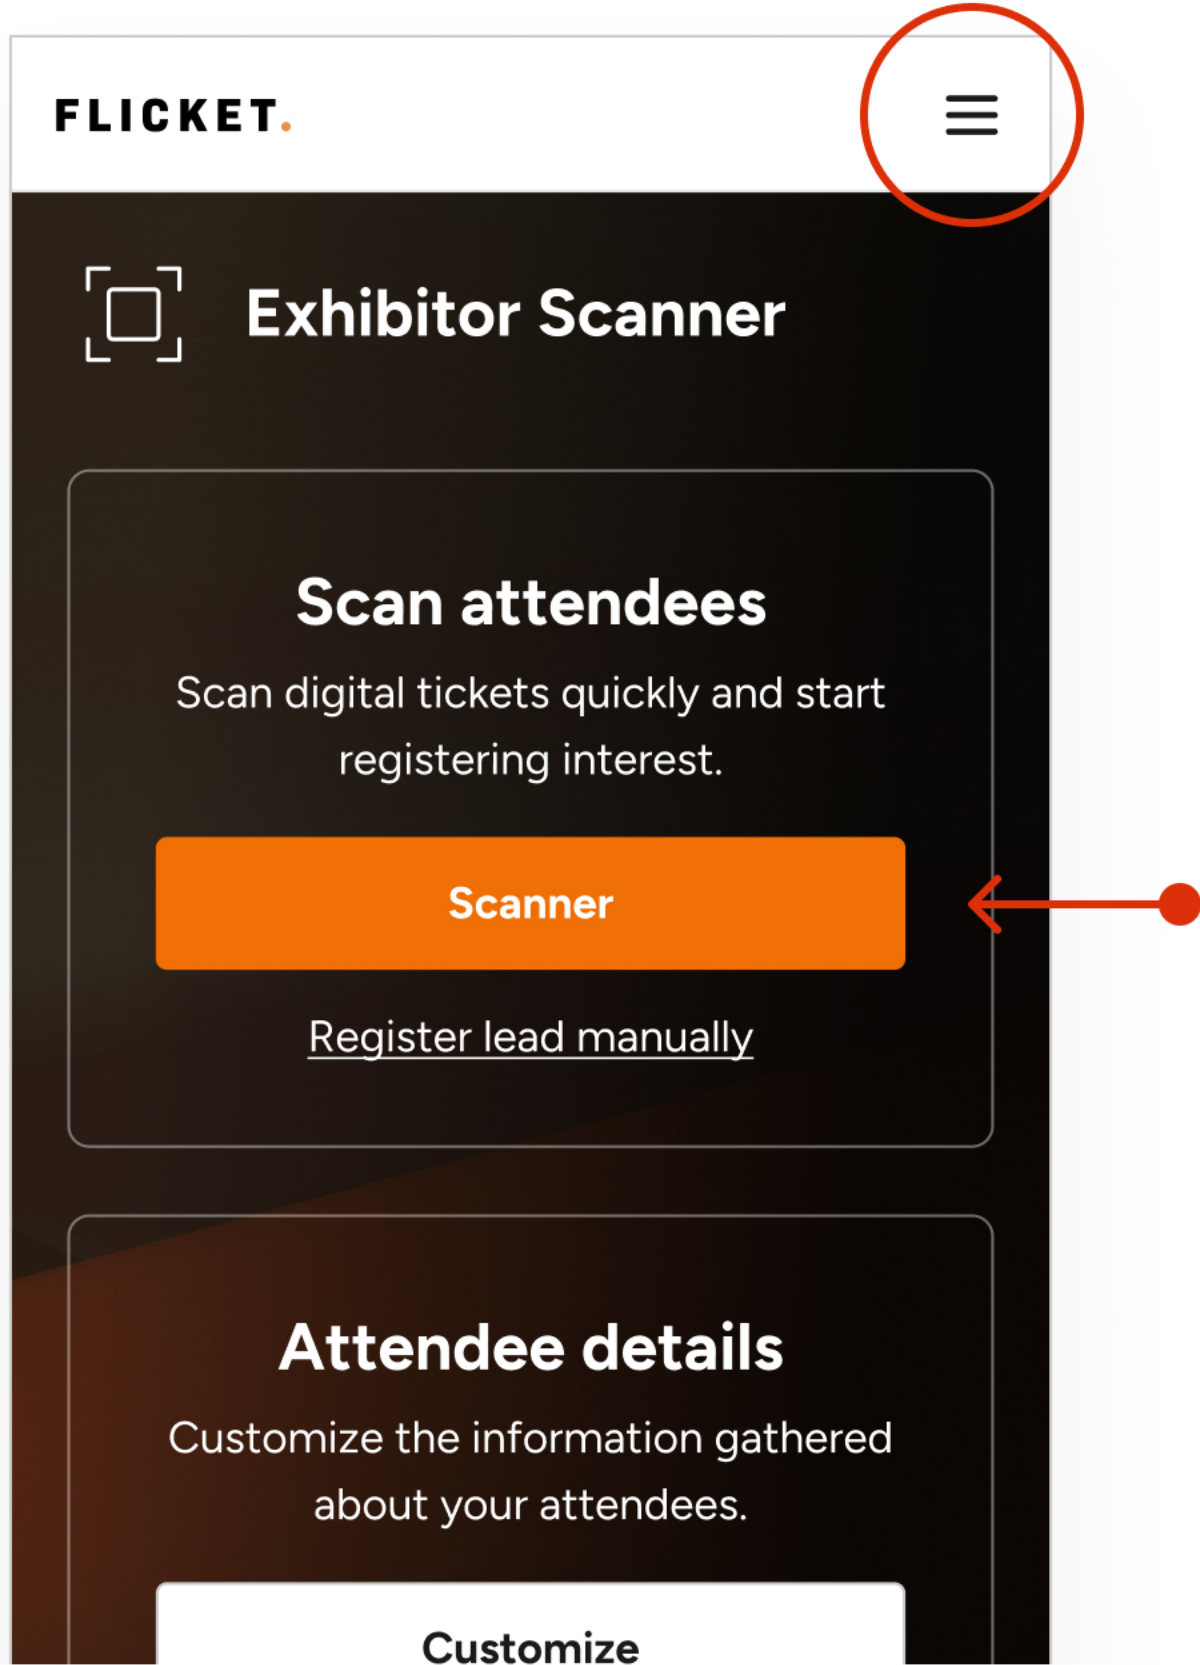 FLICKET.
Exhibitor Scanner
Scan attendees
Scan digital tickets quickly and start
registering interest.
Scanner
Register lead manually
Attendee details
Customize the information gathered
about your attendees.
Customize